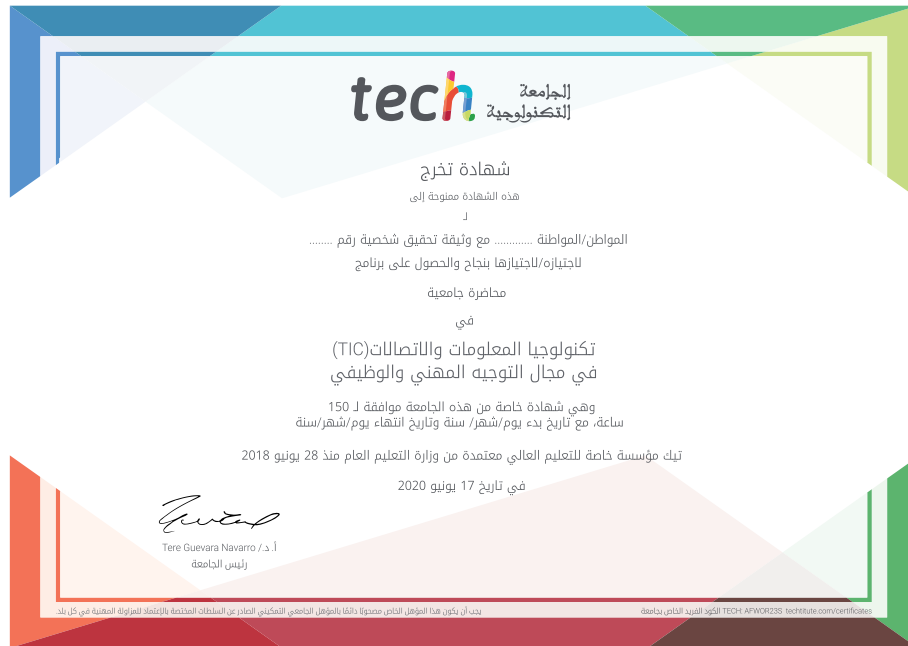 tech الجامعة
التكنولوجية
شهادة تخرج
هذه الشهادة ممنوحة إلى
لـ
المواطن/المواطنة ............. مع وثيقة تحقيق شخصية رقم ........
لاجتيازه/لاجتيازها بنجاح والحصول على برنامج
محاضرة جامعية
في
تكنولوجيا المعلومات والاتصالات(TIC)
في مجال التوجيه المهني والوظيفي
وهي شهادة خاصة من هذه الجامعة موافقة لـ 150
ساعة، مع تاريخ بدء يوم/شهر/ سنة وتاريخ انتهاء يوم/شهر/سنة
تيك مؤسسة خاصة للتعليم العالي معتمدة من وزارة التعليم العام منذ 28 يونيو 2018
في تاريخ 17 يونيو 2020
أ. د./ Tere Guevara Navarro
رئيس الجامعة
يجب أن يكون هذا المؤهل الخاص مصحوبًا دائمًا بالمؤهل الجامعي التمكيني الصادر عن السلطات المختصة بالإعتماد للمزاولة المهنية في كل بلد.
الكود الفريد الخاص بجامعة TECH: AFWOR23S techtitute.com/certificates